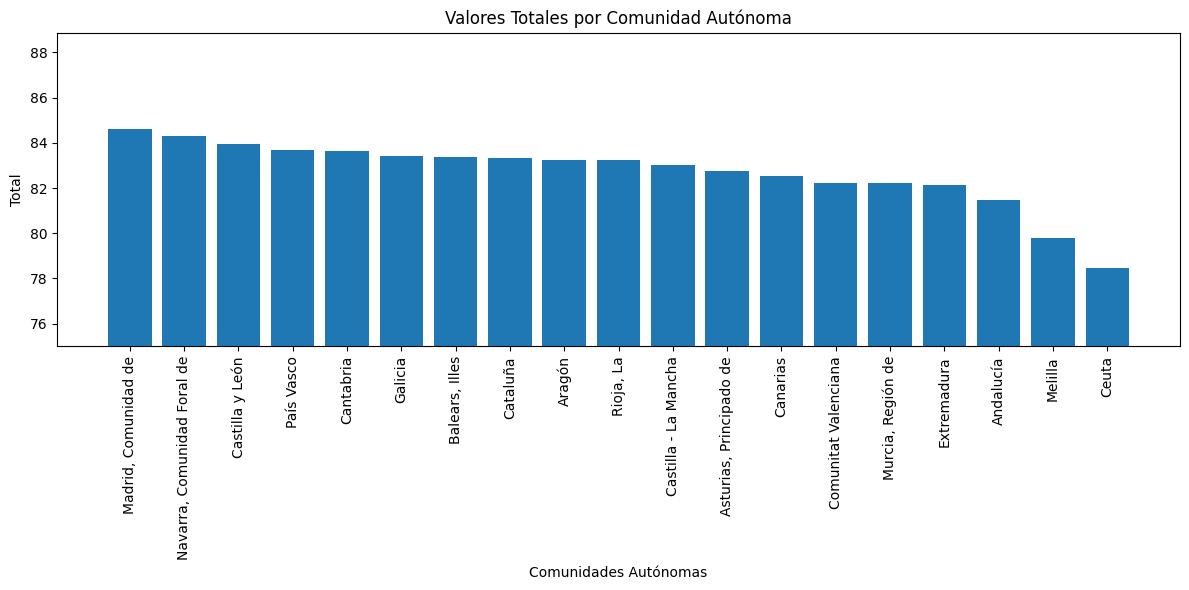 Valores Totales por Comunidad Autónoma
Total
88
86
84
82
80
78
76
Madrid, Comunidad de
Navarra, Comunidad Foral de
Castilla y León
País Vasco
Cantabria
Galicia
Balears, Illes
Cataluña
Aragón
Rioja, La
Castilla - La Mancha
Asturias, Principado de
Canarias
Comunitat Valenciana
Murcia, Región de
Extremadura
Andalucía
Melilla
Ceuta
Comunidades Autónomas